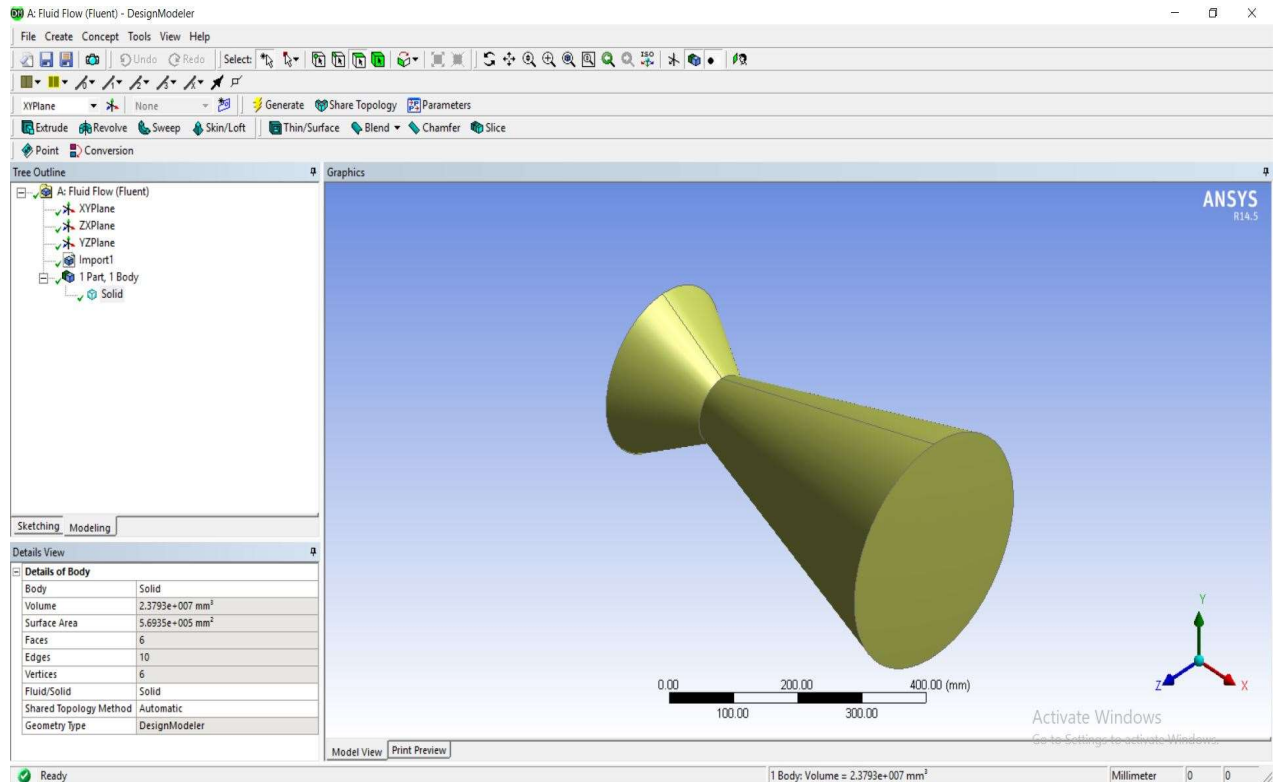 A: Fluid Flow (Fluent) - DesignModeler
File Create Concept Tools View Help
Undo Redo Select:
XYPlane None Generate Share Topology Parameters
Extrude Revolve Sweep Skin/Loft Thin/Surface Blend Chamfer Slice
Point Conversion
Tree Outline
A: Fluid Flow (Fluent)
XYPlane
ZXPlane
YZPlane
Import1
1 Part, 1 Body
Solid
Sketching Modeling
Details View
Details of Body
Body Solid
Volume 2.3793e+007 mm³
Surface Area 5.6935e+005 mm²
Faces 6
Edges 10
Vertices 6
Fluid/Solid Solid
Shared Topology Method Automatic
Geometry Type DesignModeler
Graphics
ANSYS
R14.5
0.00 200.00 400.00 (mm)
100.00 300.00
Y
Z X
Activate Windows
Go to Settings to activate Windows.
Model View Print Preview
Ready 1 Body: Volume = 2.3793e+007 mm³ Millimeter 0 0